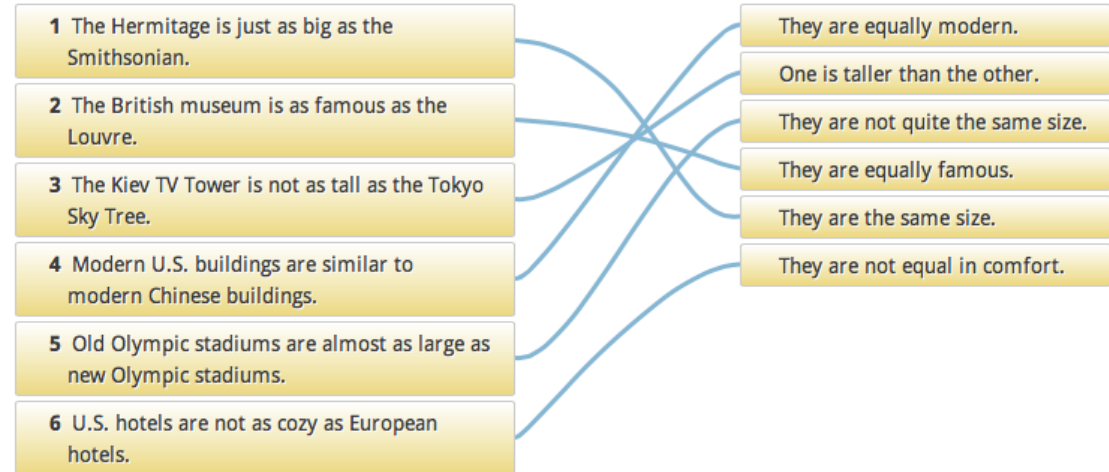 1 The Hermitage is just as big as the
Smithsonian.
2 The British museum is as famous as the
Louvre.
3 The Kiev TV Tower is not as tall as the Tokyo
Sky Tree.
4 Modern U.S. buildings are similar to
modern Chinese buildings.
5 Old Olympic stadiums are almost as large as
new Olympic stadiums.
6 U.S. hotels are not as cozy as European
hotels.
They are equally modern.
One is taller than the other.
They are not quite the same size.
They are equally famous.
They are the same size.
They are not equal in comfort.